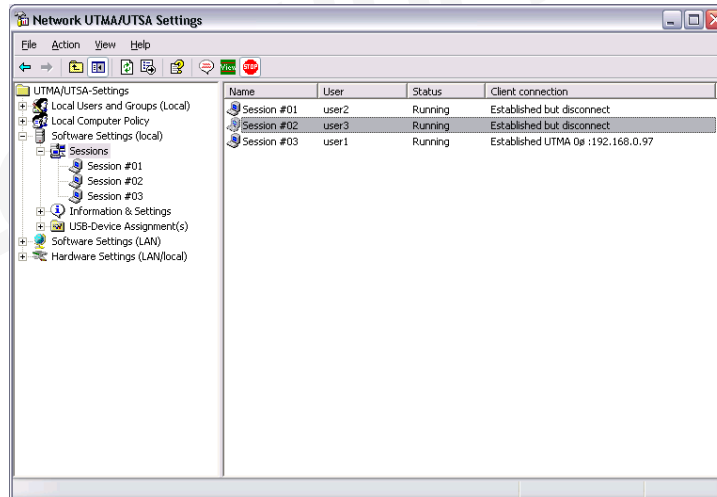 Network UTMA/UTSA Settings
File Action View Help
View STOP
UTMA/UTSA-Settings
Local Users and Groups (Local)
Local Computer Policy
Software Settings (local)
Sessions
Session #01
Session #02
Session #03
Information & Settings
USB-Device Assignment(s)
Software Settings (LAN)
Hardware Settings (LAN/local)
Name User Status Client connection
Session #01 user2 Running Established but disconnect
Session #02 user3 Running Established but disconnect
Session #03 user1 Running Established UTMA 0ø :192.168.0.97